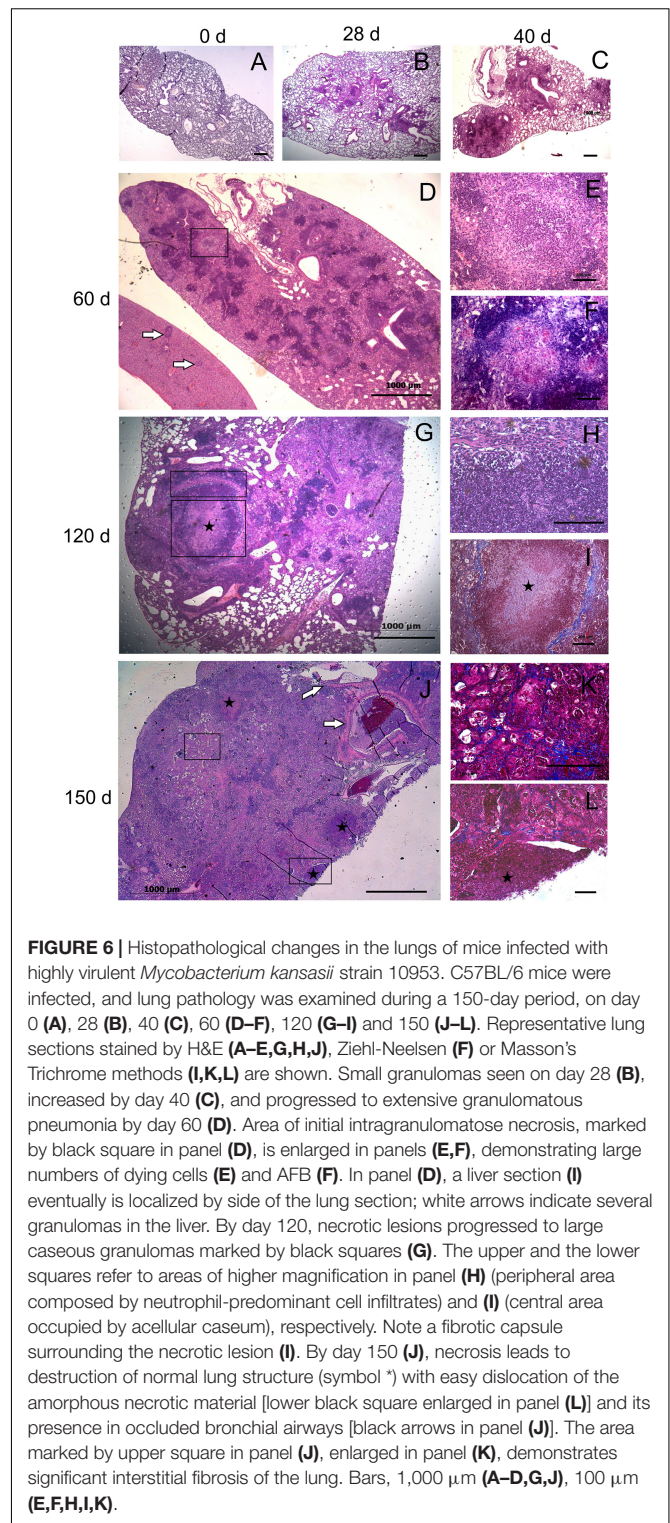 0 d 28 d 40 d
A B C
D E
60 d F
1000 µm
G H
120 d I
1000 µm
J K
150 d L
1000 µm
FIGURE 6 | Histopathological changes in the lungs of mice infected with
highly virulent Mycobacterium kansasii strain 10953. C57BL/6 mice were
infected, and lung pathology was examined during a 150-day period, on day
0 (A), 28 (B), 40 (C), 60 (D–F), 120 (G–I) and 150 (J–L). Representative lung
sections stained by H&E (A–E,G,H,J), Ziehl-Neelsen (F) or Masson's
Trichrome methods (I,K,L) are shown. Small granulomas seen on day 28 (B),
increased by day 40 (C), and progressed to extensive granulomatous
pneumonia by day 60 (D). Area of initial intragranulomatose necrosis, marked
by black square in panel (D), is enlarged in panels (E,F), demonstrating large
numbers of dying cells (E) and AFB (F). In panel (D), a liver section (I)
eventually is localized by side of the lung section; white arrows indicate several
granulomas in the liver. By day 120, necrotic lesions progressed to large
caseous granulomas marked by black squares (G). The upper and the lower
squares refer to areas of higher magnification in panel (H) (peripheral area
composed by neutrophil-predominant cell infiltrates) and (I) (central area
occupied by acellular caseum), respectively. Note a fibrotic capsule
surrounding the necrotic lesion (I). By day 150 (J), necrosis leads to
destruction of normal lung structure (symbol *) with easy dislocation of the
amorphous necrotic material [lower black square enlarged in panel (L)] and its
presence in occluded bronchial airways [black arrows in panel (J)]. The area
marked by upper square in panel (J), enlarged in panel (K), demonstrates
significant interstitial fibrosis of the lung. Bars, 1,000 µm (A–D,G,J), 100 µm
(E,F,H,I,K).